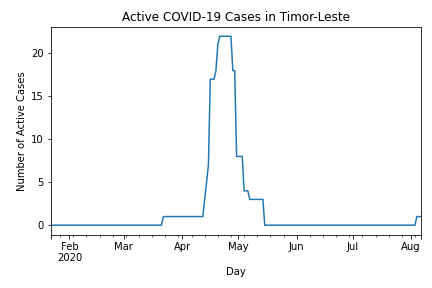 Active COVID-19 Cases in Timor-Leste
Number of Active Cases
20
15
10
5
0
Feb Mar Apr May Jun Jul Aug
2020
Day